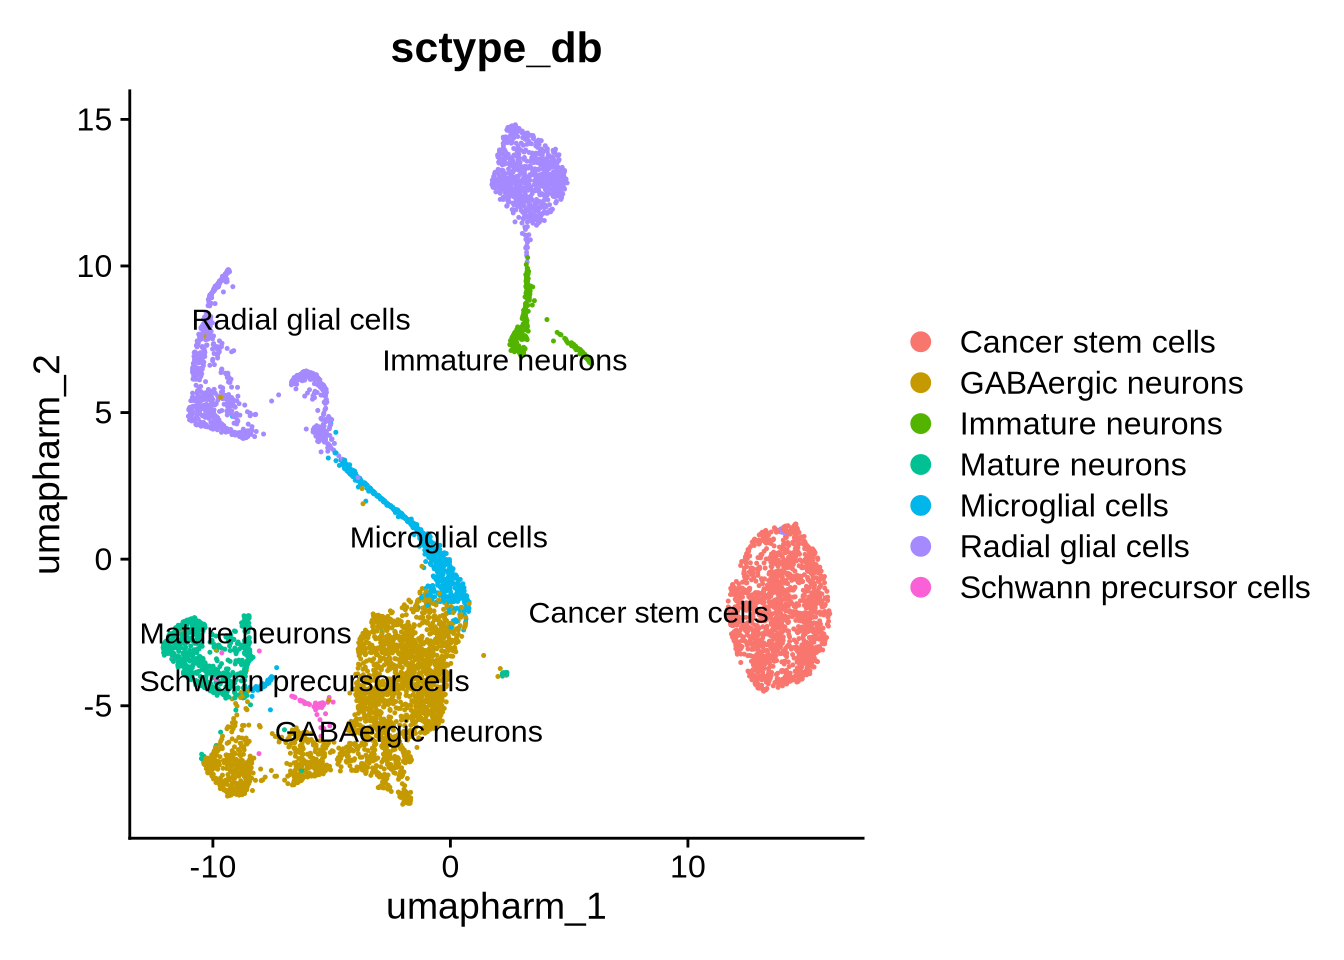 sctype_db
15
10
5
0
-5
umapharm_2
Radial glial cells
Immature neurons
Microglial cells
Cancer stem cells
Mature neurons
Schwann precursor cells
GABAergic neurons
-10
0
10
umapharm_1
Cancer stem cells
GABAergic neurons
Immature neurons
Mature neurons
Microglial cells
Radial glial cells
Schwann precursor cells